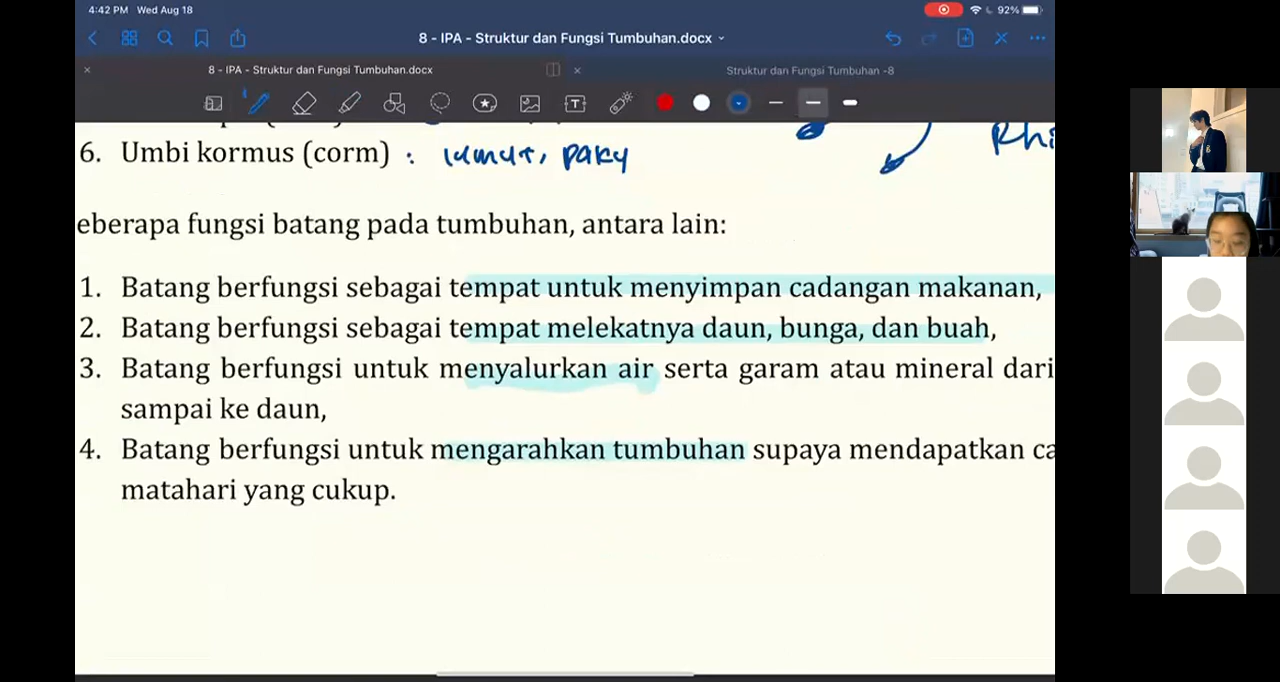 4:42 PM Wed Aug 18
92%
8 - IPA - Struktur dan Fungsi Tumbuhan.docx
8 - IPA - Struktur dan Fungsi Tumbuhan.docx
Struktur dan Fungsi Tumbuhan -8
6. Umbi kormus (corm) : lumut, paku
Rhi
eberapa fungsi batang pada tumbuhan, antara lain:
1. Batang berfungsi sebagai tempat untuk menyimpan cadangan makanan,
2. Batang berfungsi sebagai tempat melekatnya daun, bunga, dan buah,
3. Batang berfungsi untuk menyalurkan air serta garam atau mineral dari
sampai ke daun,
4. Batang berfungsi untuk mengarahkan tumbuhan supaya mendapatkan ca
matahari yang cukup.